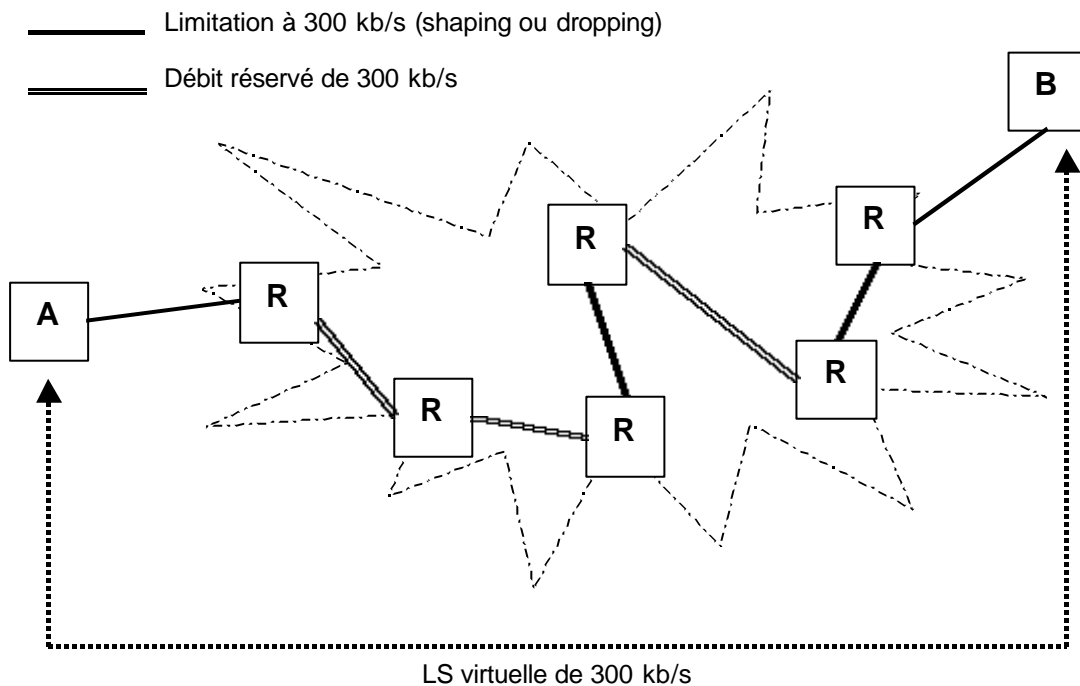 Limitation à 300 kb/s (shaping ou dropping)
Débit réservé de 300 kb/s
B
R
R
R
A
R
R
R
LS virtuelle de 300 kb/s